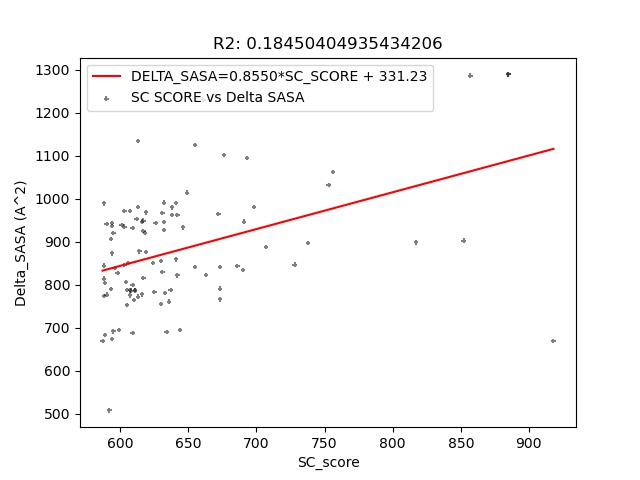 R2: 0.18450404935434206
DELTA_SASA=0.8550*SC_SCORE + 331.23
SC SCORE vs Delta SASA
1300
1200
1100
1000
900
800
700
600
500
Delta_SASA (A^2)
600 650 700 750 800 850 900
SC_score